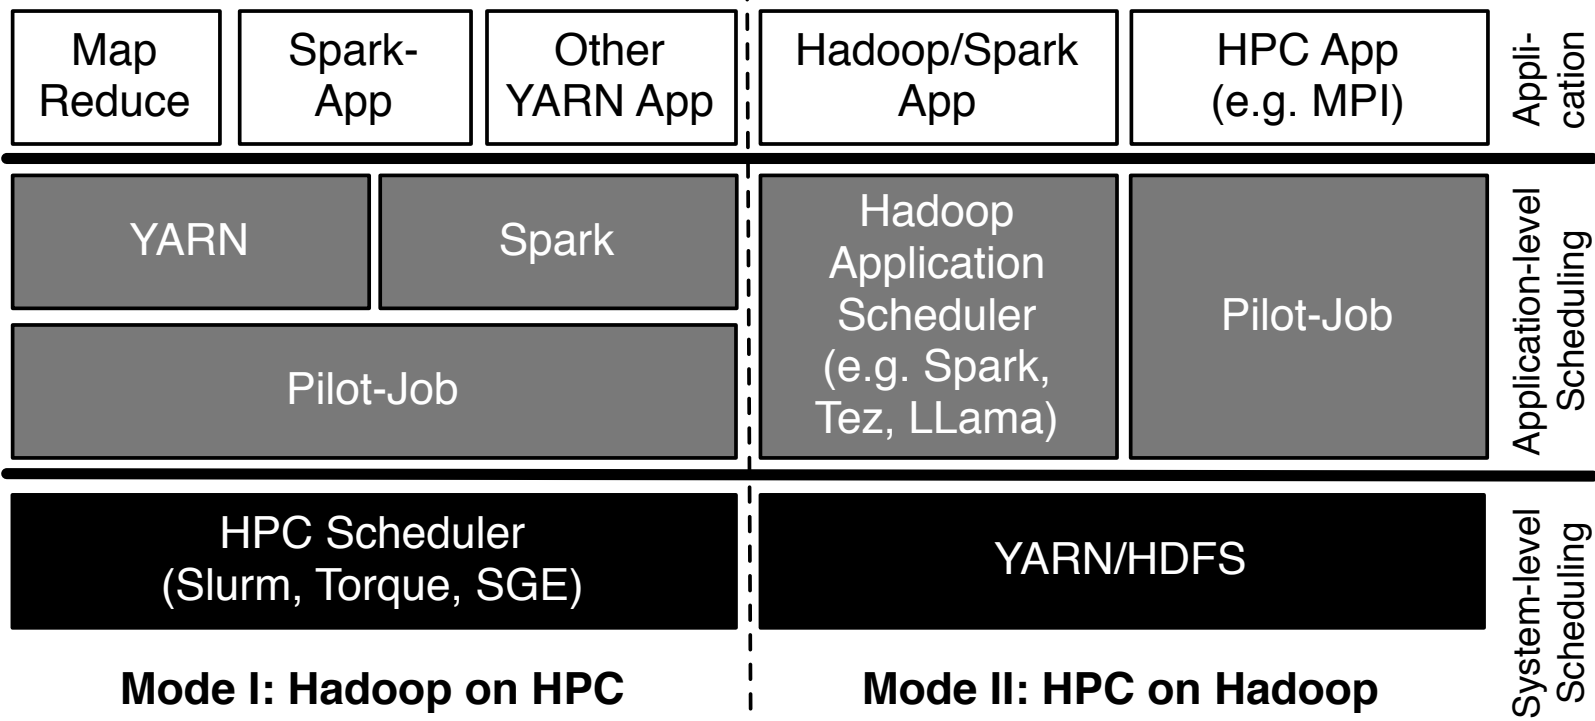 Map
Reduce
Spark-
App
Other
YARN App
Hadoop/Spark
App
HPC App
(e.g. MPI)
Appli-
cation
YARN
Spark
Pilot-Job
Hadoop
Application
Scheduler
(e.g. Spark,
Tez, LLama)
Pilot-Job
Application-level
Scheduling
HPC Scheduler
(Slurm, Torque, SGE)
YARN/HDFS
System-level
Scheduling
Mode I: Hadoop on HPC
Mode II: HPC on Hadoop